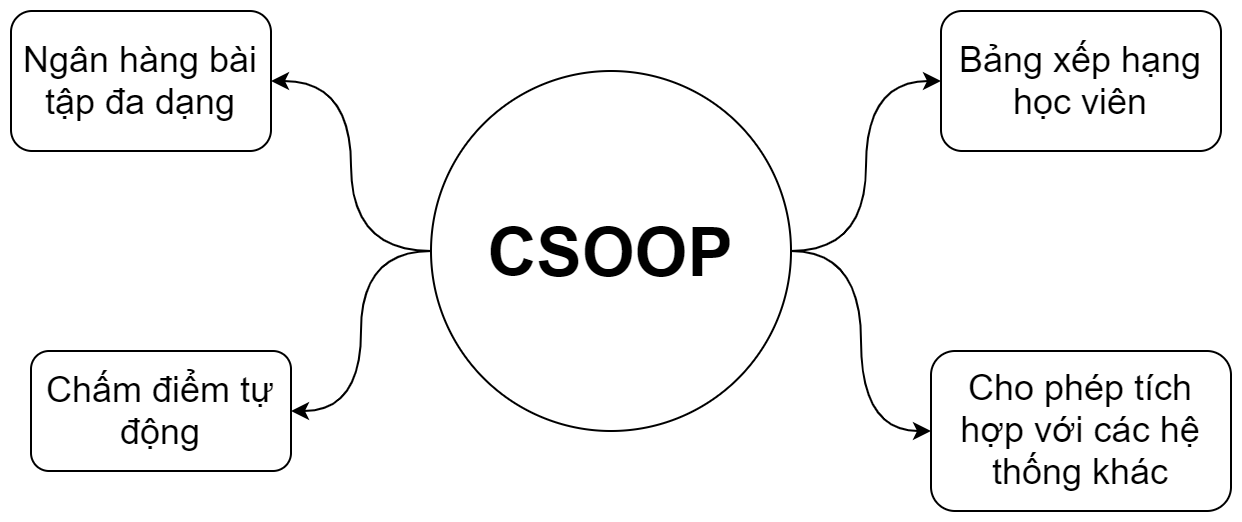 Ngân hàng bài
tập đa dạng
Bảng xếp hạng
học viên
CSOOP
Chấm điểm tự
động
Cho phép tích
hợp với các hệ
thống khác